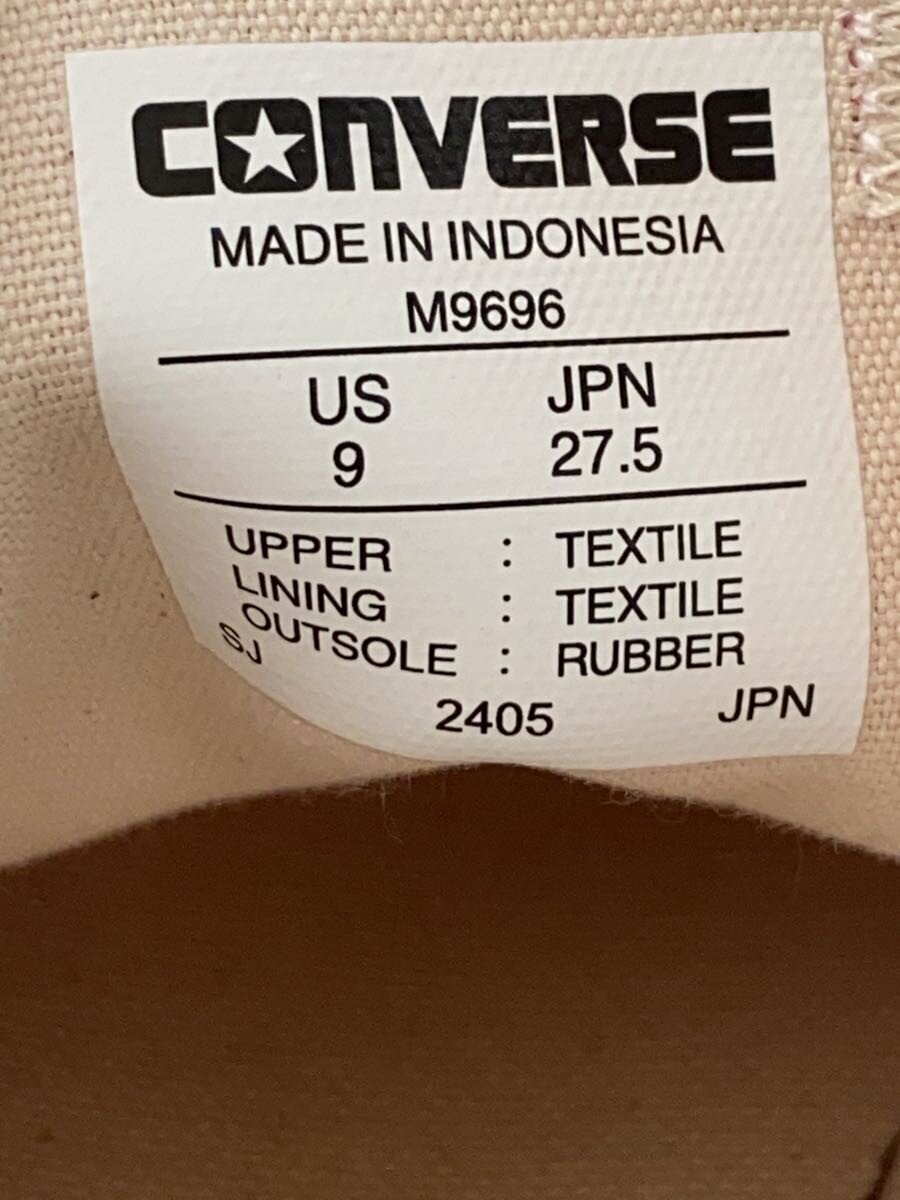 CONVERSE
MADE IN INDONESIA
M9696
US JPN
9 27.5
UPPER : TEXTILE
LINING : TEXTILE
OUTSOLE : RUBBER
SJ 2405 JPN